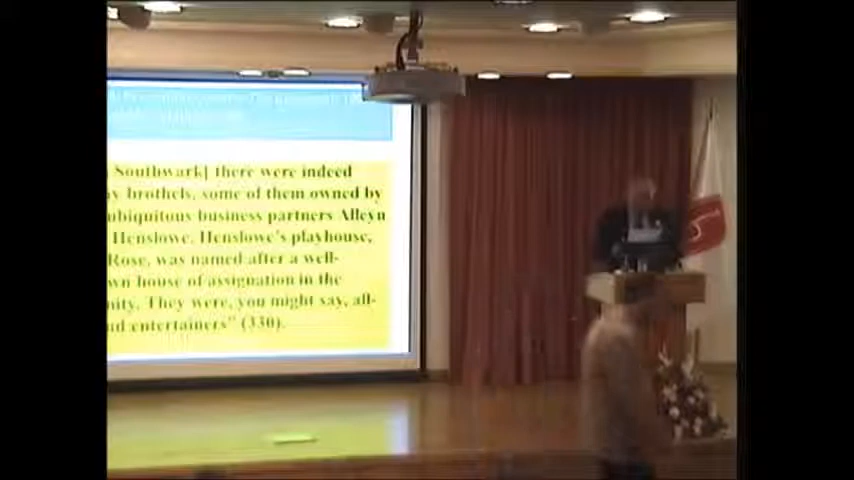 Southwark] there were indeed
brothels, some of them owned by
ubiquitous business partners Alleyn
Henslowe. Henslowe's playhouse,
Rose, was named after a well-
wn house of assignation in the
nity. They were, you might say, all-
nd entertainers" (330).